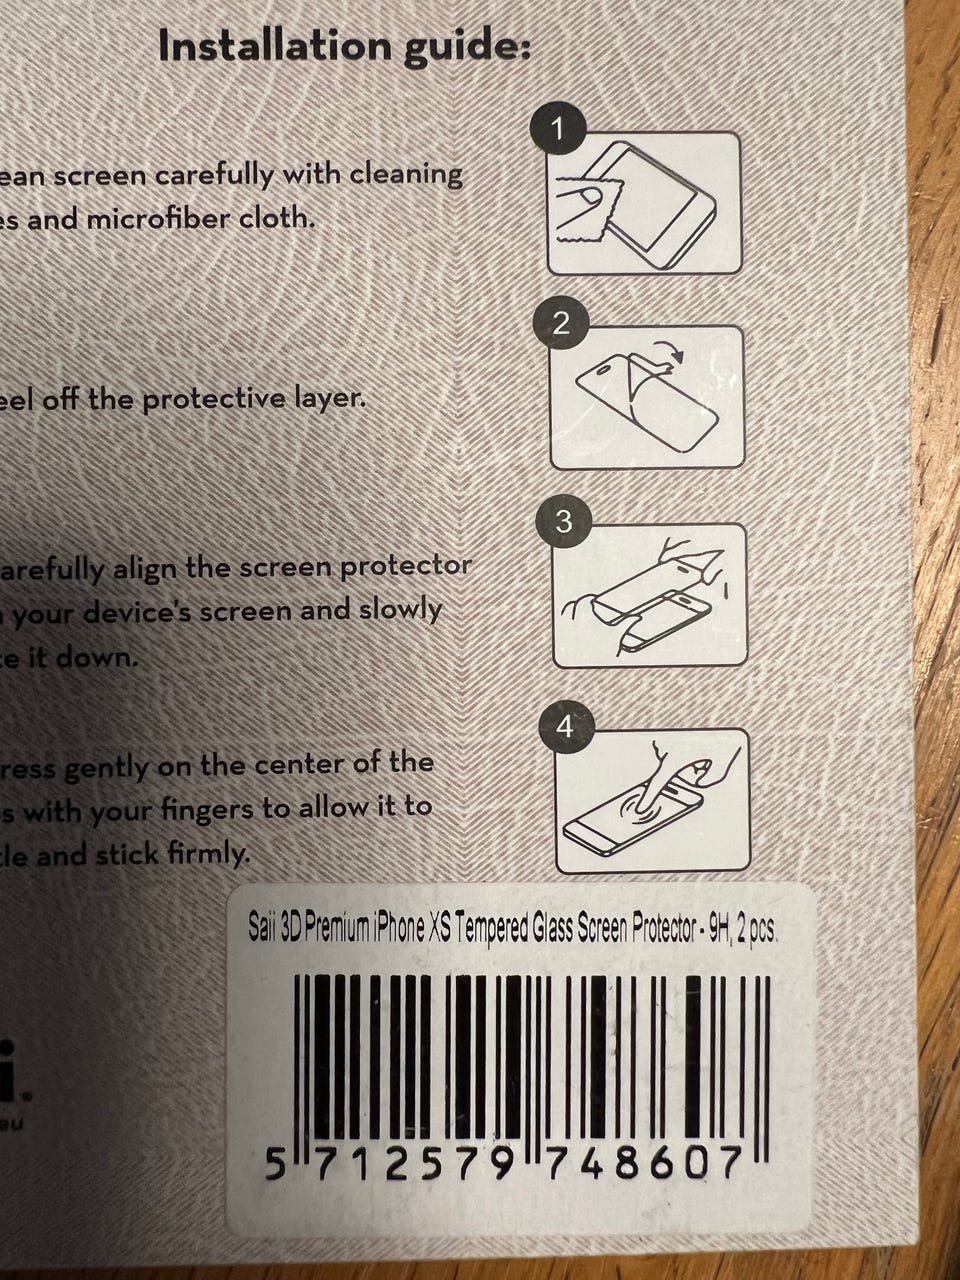 Installation guide:
1
ean screen carefully with cleaning
es and microfiber cloth.
2
eel off the protective layer.
3
arefully align the screen protector
your device's screen and slowly
e it down.
4
ress gently on the center of the
s with your fingers to allow it to
tle and stick firmly.
Saii 3D Premium iPhone XS Tempered Glass Screen Protector - 9H, 2 pcs.
i.
eu
5 712579 748607